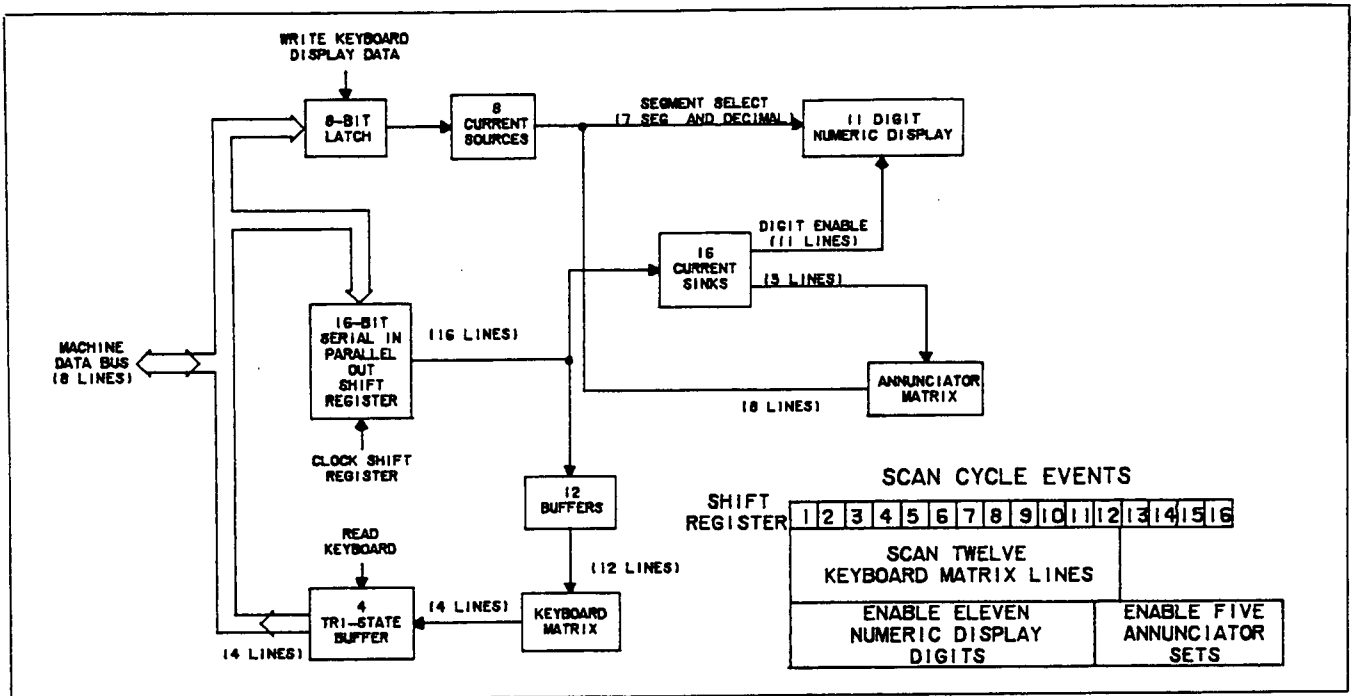 WRITE KEYBOARD
DISPLAY DATA
8-BIT
LATCH
8
CURRENT
SOURCES
SEGMENT SELECT
(7 SEG AND DECIMAL)
11 DIGIT
NUMERIC DISPLAY
DIGIT ENABLE
(11 LINES)
16
CURRENT
SINKS
(5 LINES)
16-BIT
SERIAL IN
PARALLEL
OUT
SHIFT
REGISTER
(16 LINES)
MACHINE
DATA BUS
(8 LINES)
ANNUNCIATOR
MATRIX
(8 LINES)
CLOCK SHIFT
REGISTER
12
BUFFERS
(12 LINES)
READ
KEYBOARD
4
TRI-STATE
BUFFER
(4 LINES)
KEYBOARD
MATRIX
(4 LINES)
SCAN CYCLE EVENTS
SHIFT
REGISTER
1 2 3 4 5 6 7 8 9 10 11 12 13 14 15 16
SCAN TWELVE
KEYBOARD MATRIX LINES
ENABLE ELEVEN
NUMERIC DISPLAY
DIGITS
ENABLE FIVE
ANNUNCIATOR
SETS